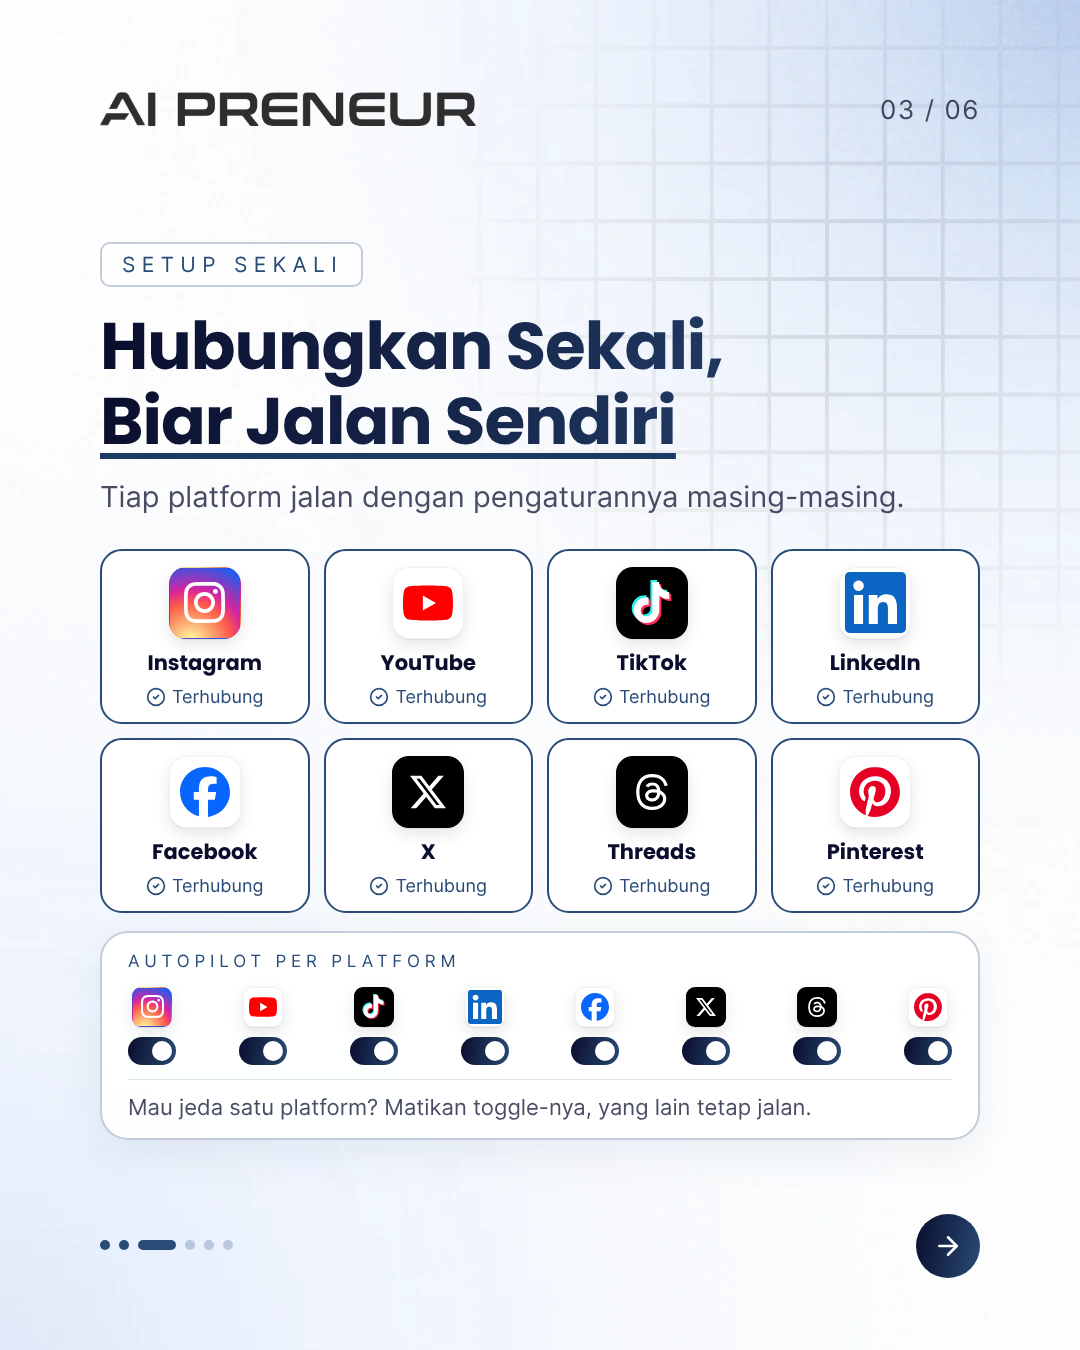 AI PRENEUR
03 / 06
SETUP SEKALI
Hubungkan Sekali,
Biar Jalan Sendiri
Tiap platform jalan dengan pengaturannya masing-masing.
Instagram
Terhubung
YouTube
Terhubung
TikTok
Terhubung
LinkedIn
Terhubung
Facebook
Terhubung
X
Terhubung
Threads
Terhubung
Pinterest
Terhubung
AUTOPILOT PER PLATFORM
Mau jeda satu platform? Matikan toggle-nya, yang lain tetap jalan.